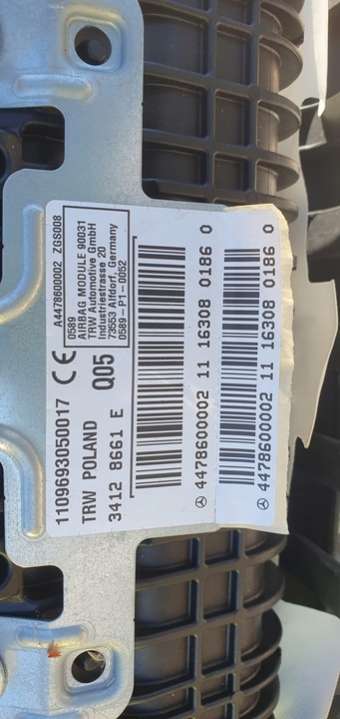 A4478600002 ZGS008
0589
AIRBAG MODULE 90031
TRW Automotive GmbH
Industriestrasse 20
73553 Alfdorf, Germany
0589-P1-0052
1109693050017 CE
TRW POLAND Q05
3412 8661 E
4478600002 11 16308 0186 0
4478600002 11 16308 0186 0